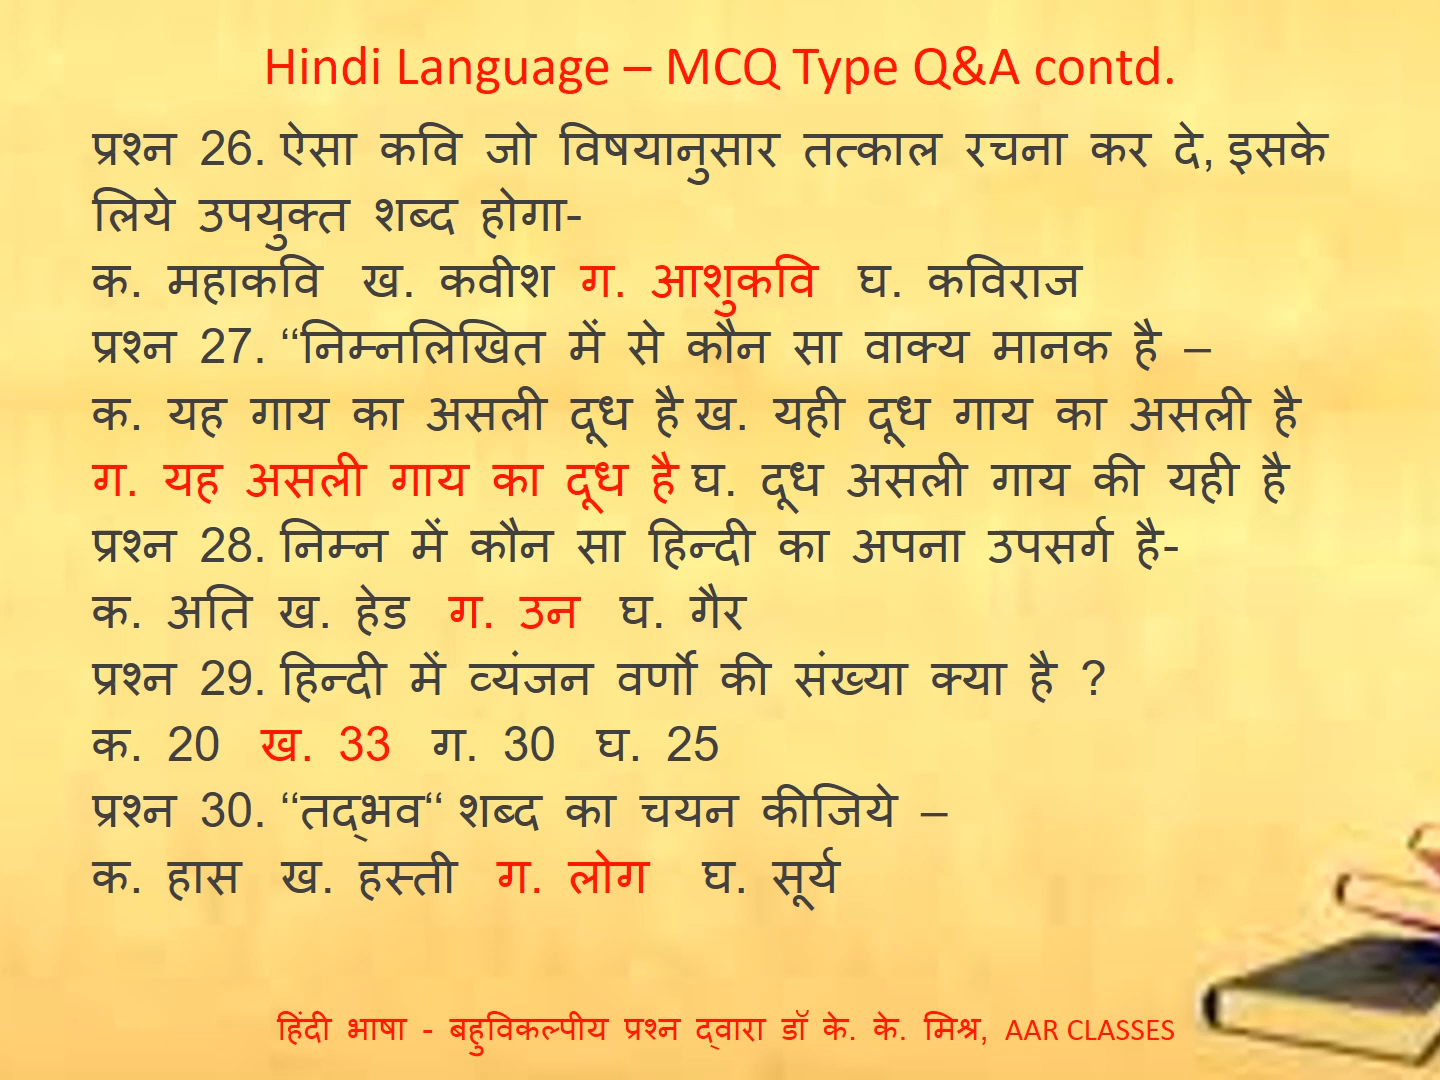 Hindi Language – MCQ Type Q&A contd.
प्रश्न 26. ऐसा कवि जो विषयानुसार तत्काल रचना कर दे, इसके
लिये उपयुक्त शब्द होगा-
क. महाकवि ख. कवीश ग. आशुकवि घ. कविराज
प्रश्न 27. “निम्नलिखित में से कौन सा वाक्य मानक है –
क. यह गाय का असली दूध है ख. यही दूध गाय का असली है
ग. यह असली गाय का दूध है घ. दूध असली गाय की यही है
प्रश्न 28. निम्न में कौन सा हिन्दी का अपना उपसर्ग है-
क. अति ख. हेड ग. उन घ. गैर
प्रश्न 29. हिन्दी में व्यंजन वर्णो की संख्या क्या है ?
क. 20 ख. 33 ग. 30 घ. 25
प्रश्न 30. “तद्भव“ शब्द का चयन कीजिये –
क. हास ख. हस्ती ग. लोग घ. सूर्य
हिंदी भाषा - बहुविकल्पीय प्रश्न द्वारा डॉ के. के. मिश्र, AAR CLASSES